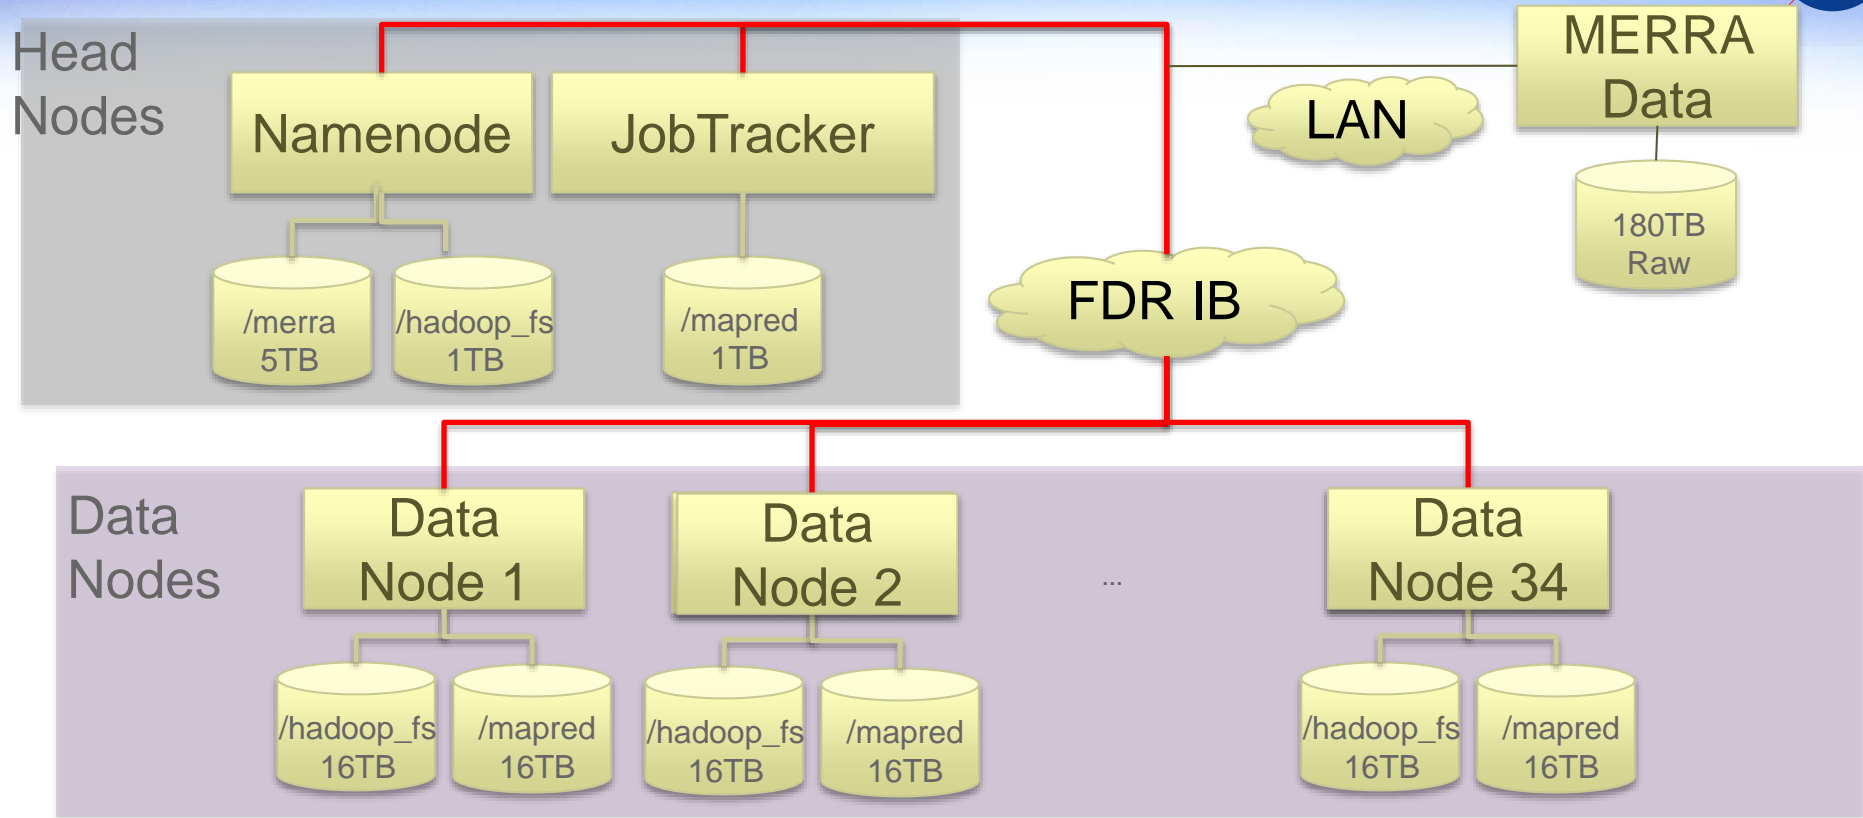 Head
Nodes
Namenode
JobTracker
/merra
5TB
/hadoop_fs
1TB
/mapred
1TB
LAN
MERRA
Data
180TB
Raw
FDR IB
Data
Nodes
Data
Node 1
Data
Node 2
...
Data
Node 34
/hadoop_fs
16TB
/mapred
16TB
/hadoop_fs
16TB
/mapred
16TB
/hadoop_fs
16TB
/mapred
16TB